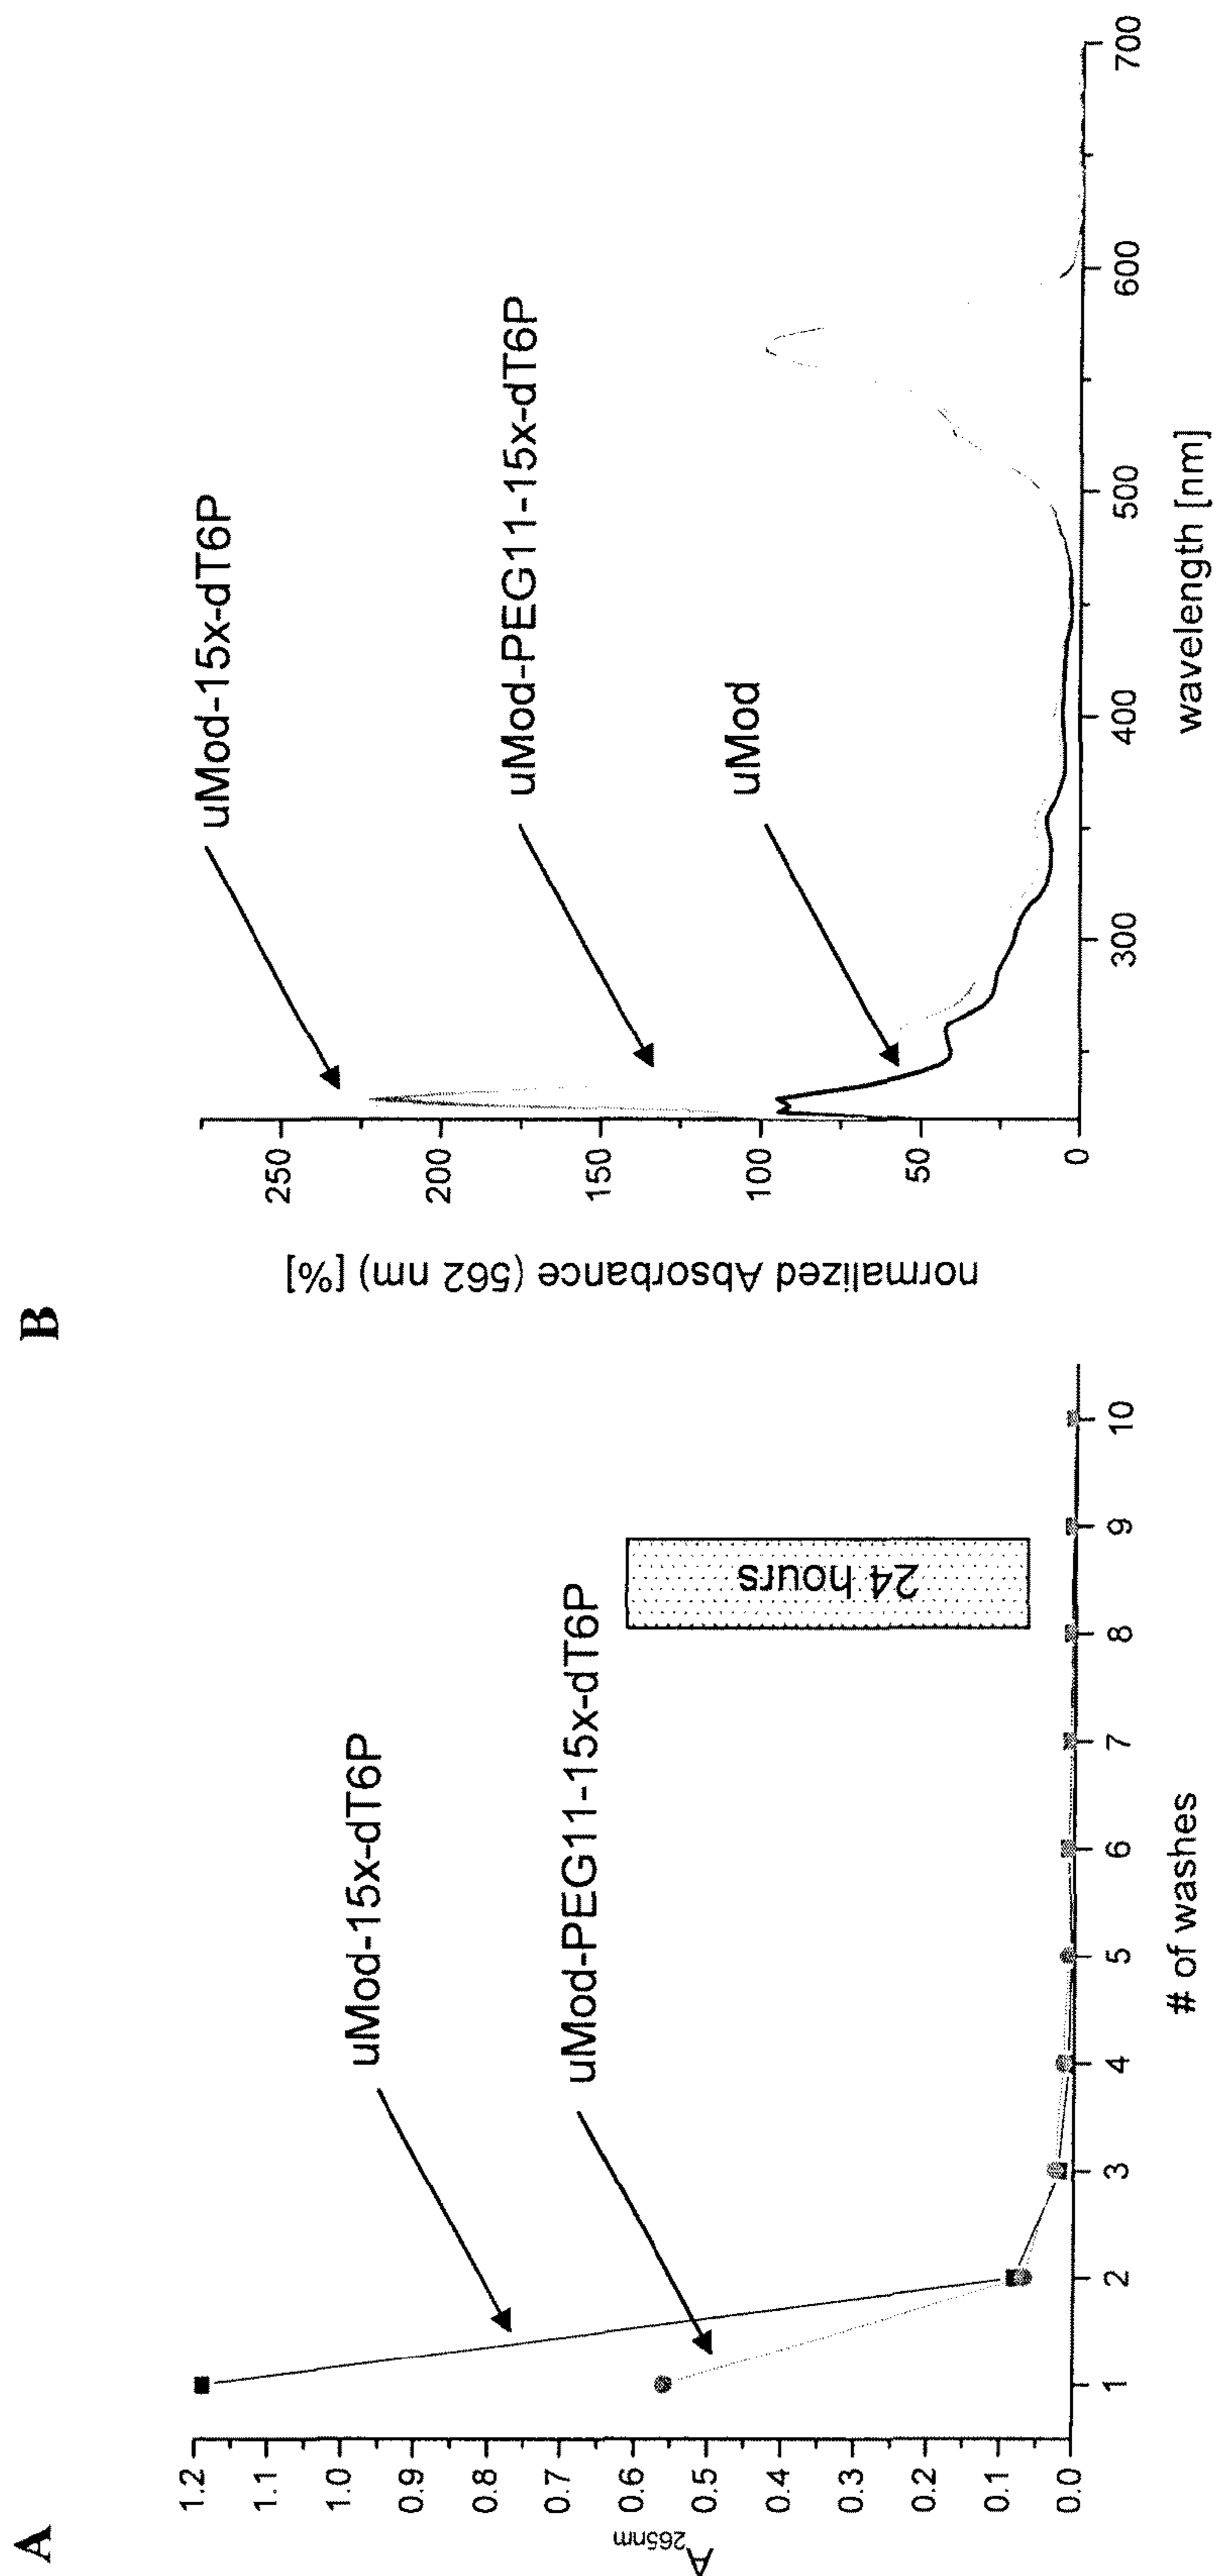 A
A265nm
1.2
1.1
1.0
0.9
0.8
0.7
0.6
0.5
0.4
0.3
0.2
0.1
0.0
uMod-15x-dT6P
uMod-PEG11-15x-dT6P
24 hours
1 2 3 4 5 6 7 8 9 10
# of washes
B
normalized Absorbance (562 nm) [%]
250
200
150
100
50
0
uMod-15x-dT6P
uMod-PEG11-15x-dT6P
uMod
300 400 500 600 700
wavelength [nm]